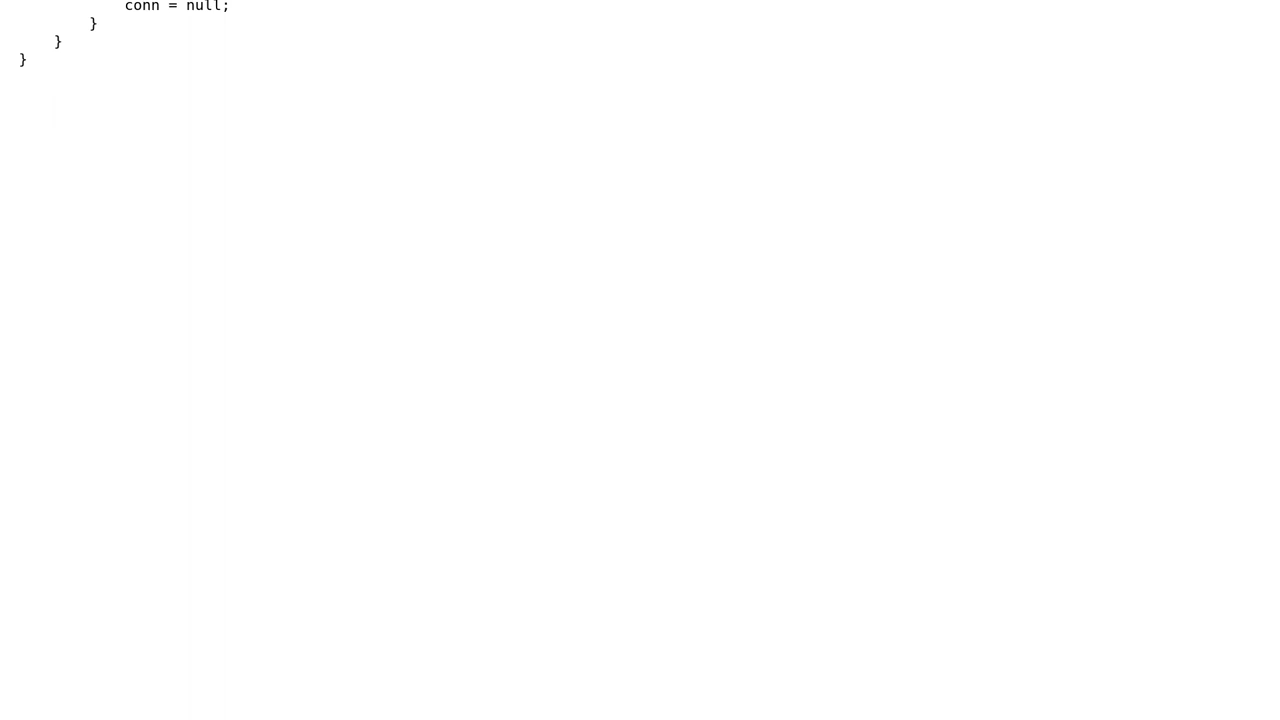 conn = null;
        }
    }
}